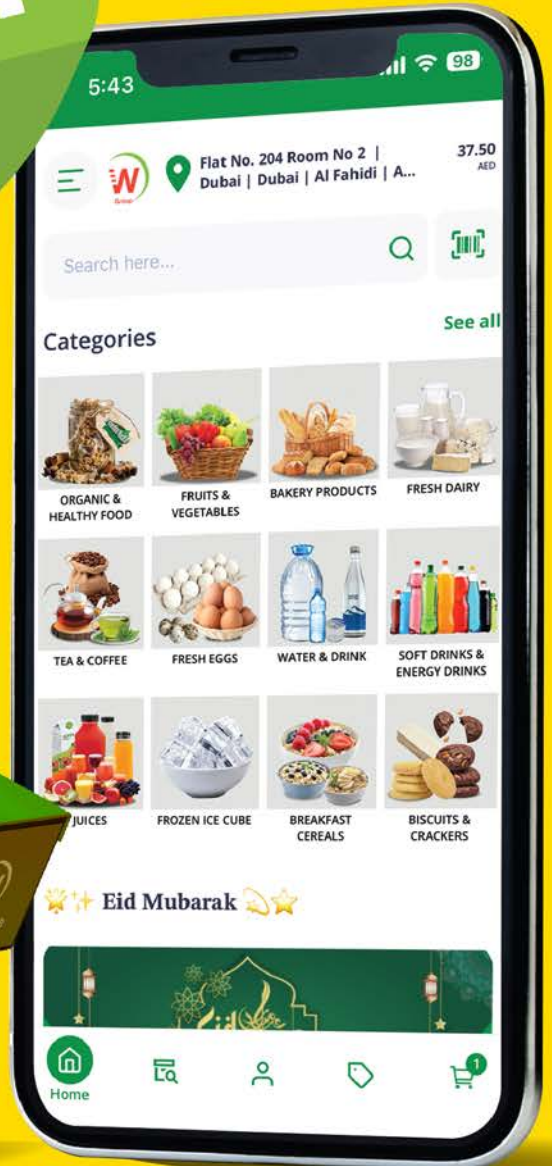 5:43
98
W
Group
Flat No. 204 Room No 2 |
Dubai | Dubai | Al Fahidi | A...
37.50
AED
Search here...
Categories
See all
ORGANIC &
HEALTHY FOOD
FRUITS &
VEGETABLES
BAKERY PRODUCTS
FRESH DAIRY
TEA & COFFEE
FRESH EGGS
WATER & DRINK
SOFT DRINKS &
ENERGY DRINKS
JUICES
FROZEN ICE CUBE
BREAKFAST
CEREALS
BISCUITS &
CRACKERS
Eid Mubarak
Home
1